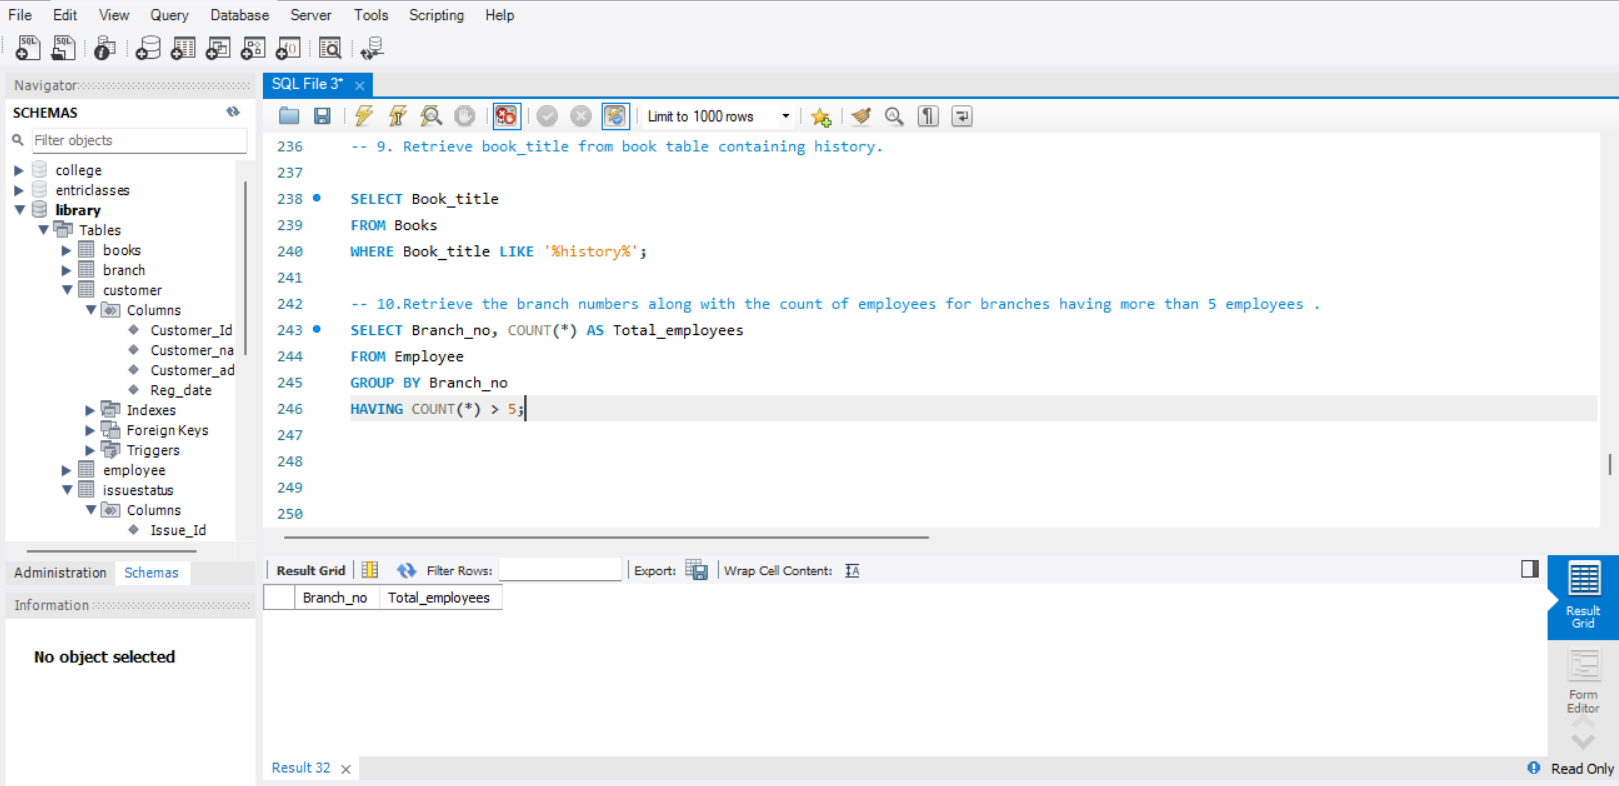 File Edit View Query Database Server Tools Scripting Help
Navigator
SCHEMAS
Filter objects
college
entriclasses
library
Tables
books
branch
customer
Columns
Customer_Id
Customer_na
Customer_ad
Reg_date
Indexes
Foreign Keys
Triggers
employee
issuestatus
Columns
Issue_Id
Administration Schemas
Information
No object selected
SQL File 3*
Limit to 1000 rows
236 -- 9. Retrieve book_title from book table containing history.
237
238 SELECT Book_title
239 FROM Books
240 WHERE Book_title LIKE '%history%';
241
242 -- 10.Retrieve the branch numbers along with the count of employees for branches having more than 5 employees .
243 SELECT Branch_no, COUNT(*) AS Total_employees
244 FROM Employee
245 GROUP BY Branch_no
246 HAVING COUNT(*) > 5;
247
248
249
250
Result Grid Filter Rows: Export: Wrap Cell Content:
Branch_no Total_employees
Result
Grid
Form
Editor
Result 32
Read Only